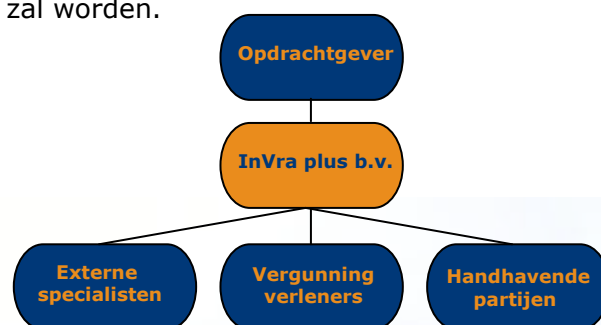 zal worden.
Opdrachtgever
InVra plus b.v.
Externe
specialisten
Vergunning
verleners
Handhavende
partijen